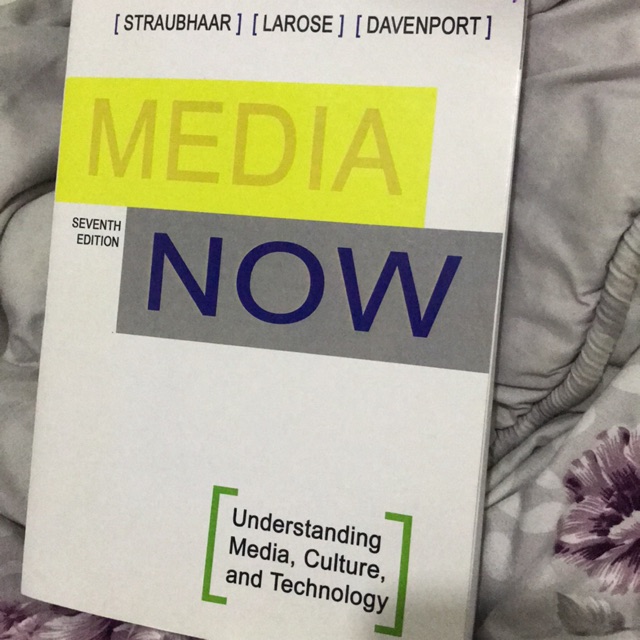 [ STRAUBHAAR ] [ LAROSE ] [ DAVENPORT ]
MEDIA
SEVENTH
EDITION
NOW
[ Understanding
Media, Culture,
and Technology ]